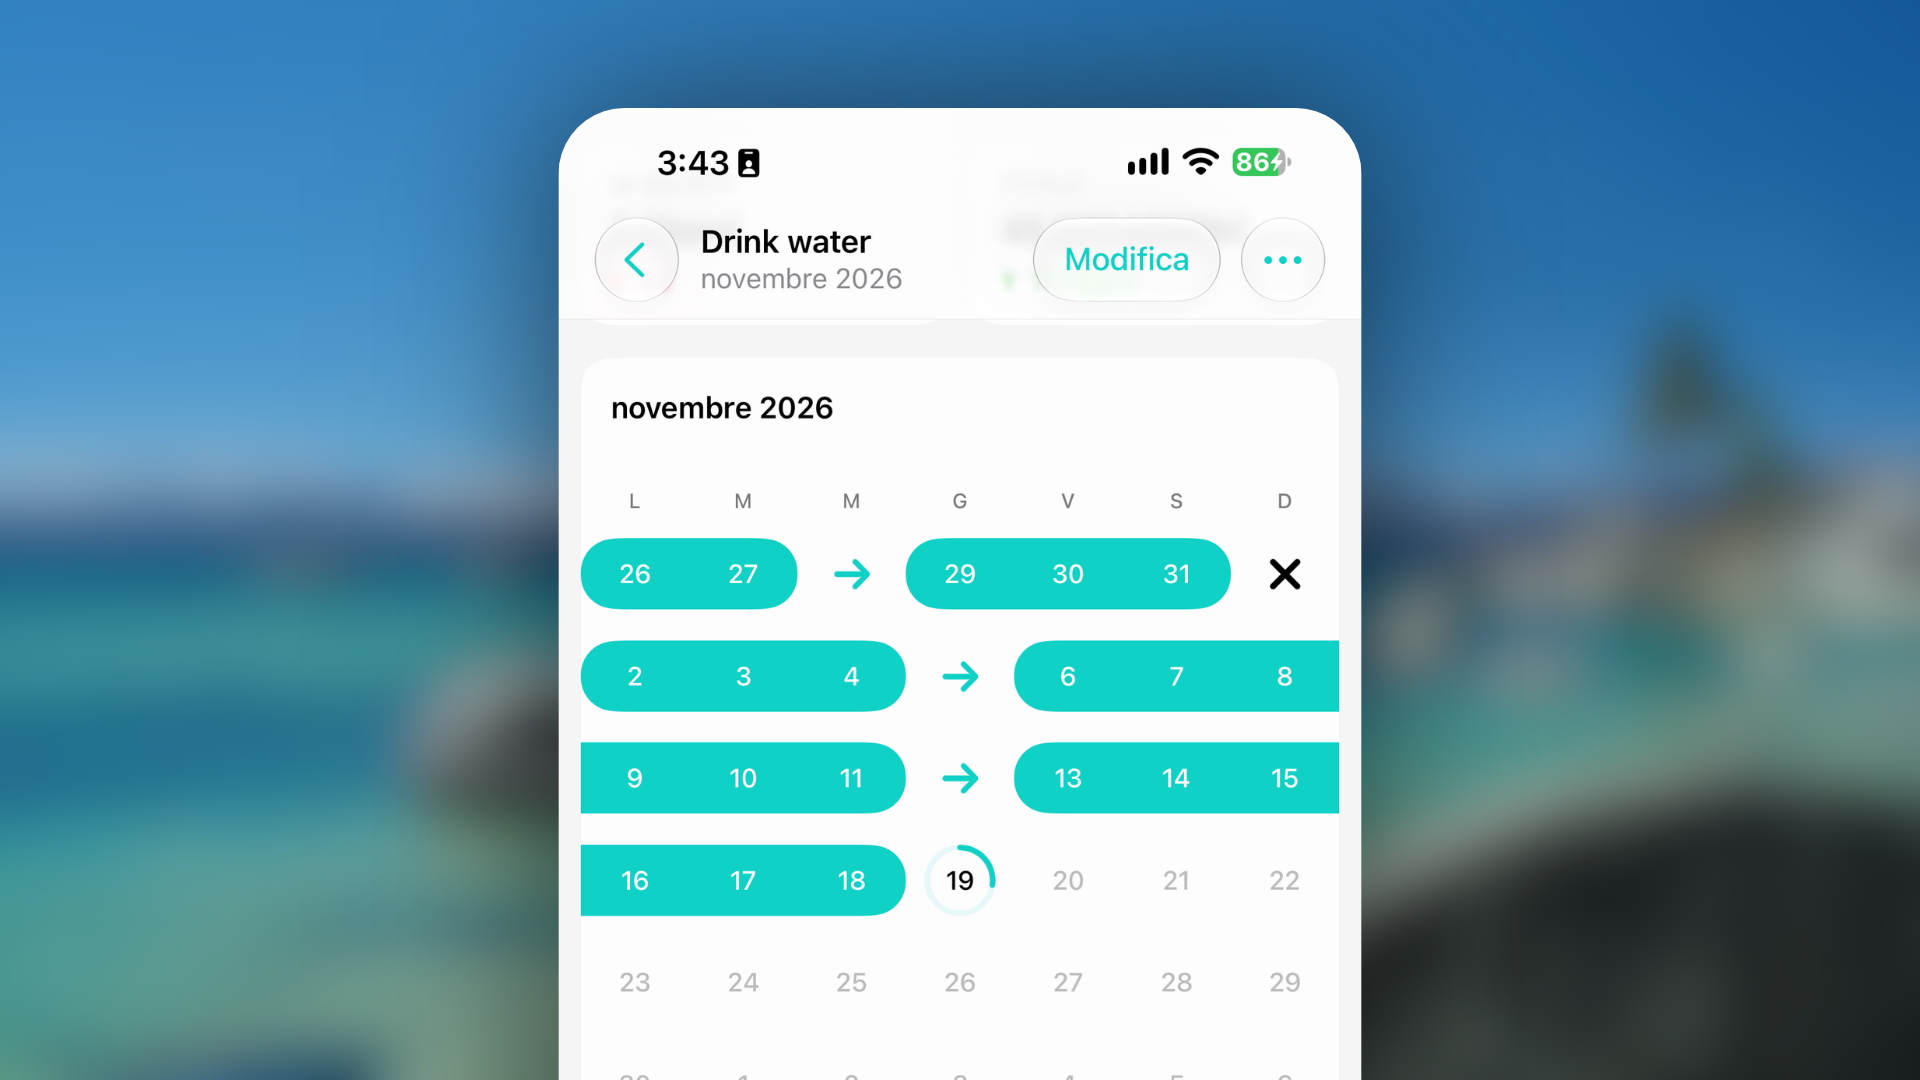 3:43
86
Drink water
novembre 2026
Modifica
novembre 2026
L M M G V S D
26 27 29 30 31
2 3 4 6 7 8
9 10 11 13 14 15
16 17 18 19 20 21 22
23 24 25 26 27 28 29